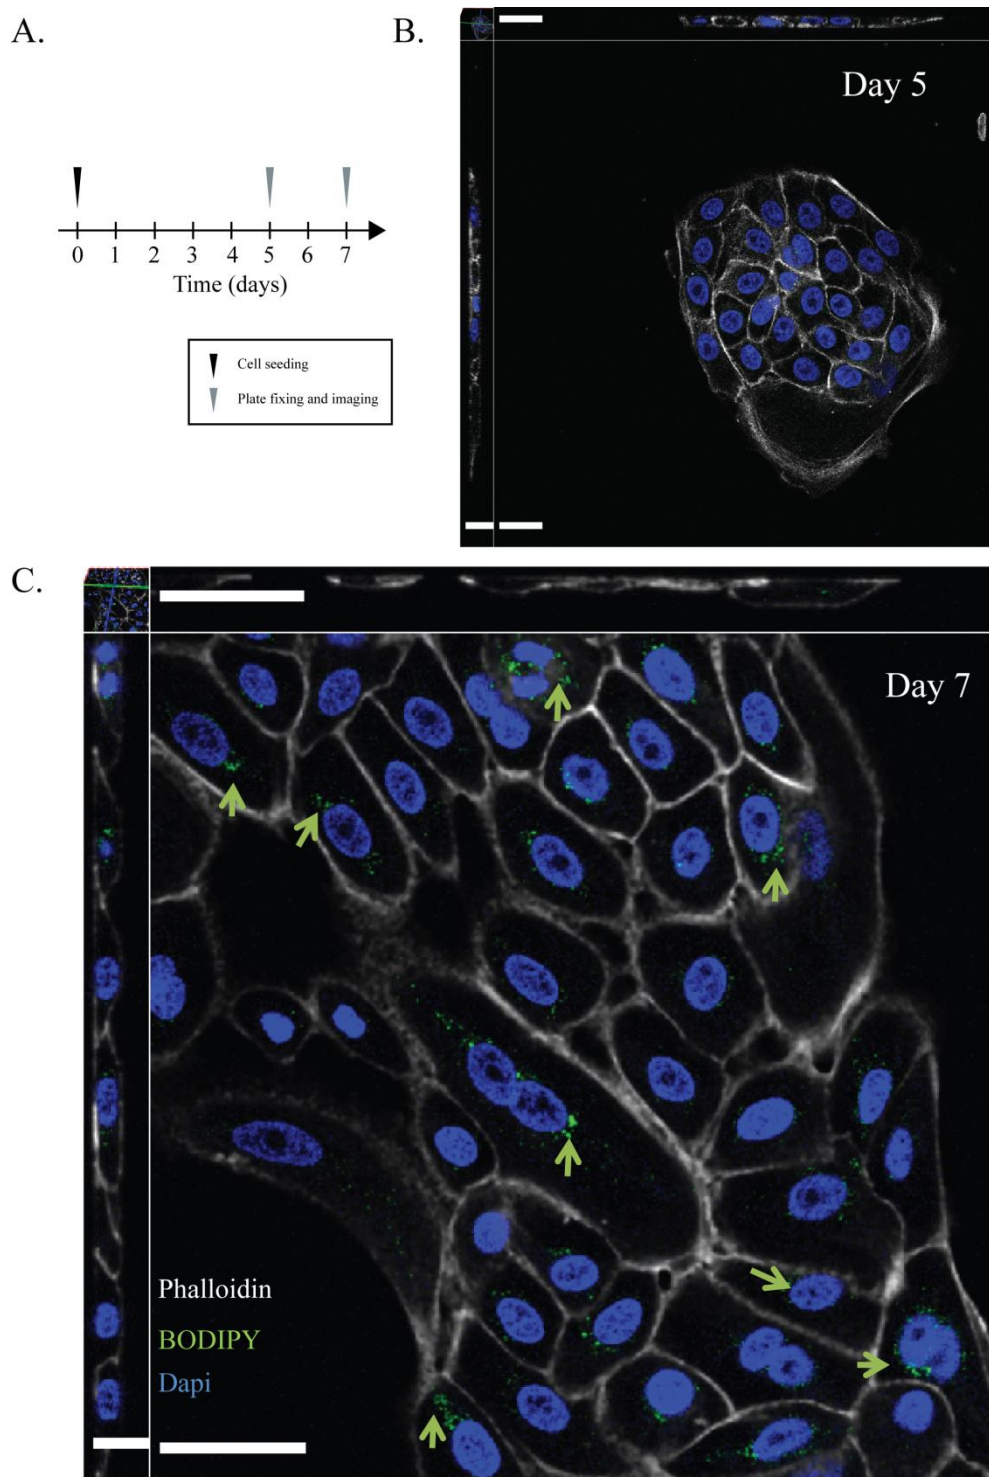 A.
B.
Day 5
0 1 2 3 4 5 6 7
Time (days)
Cell seeding
Plate fixing and imaging
C.
Day 7
Phalloidin
BODIPY
Dapi